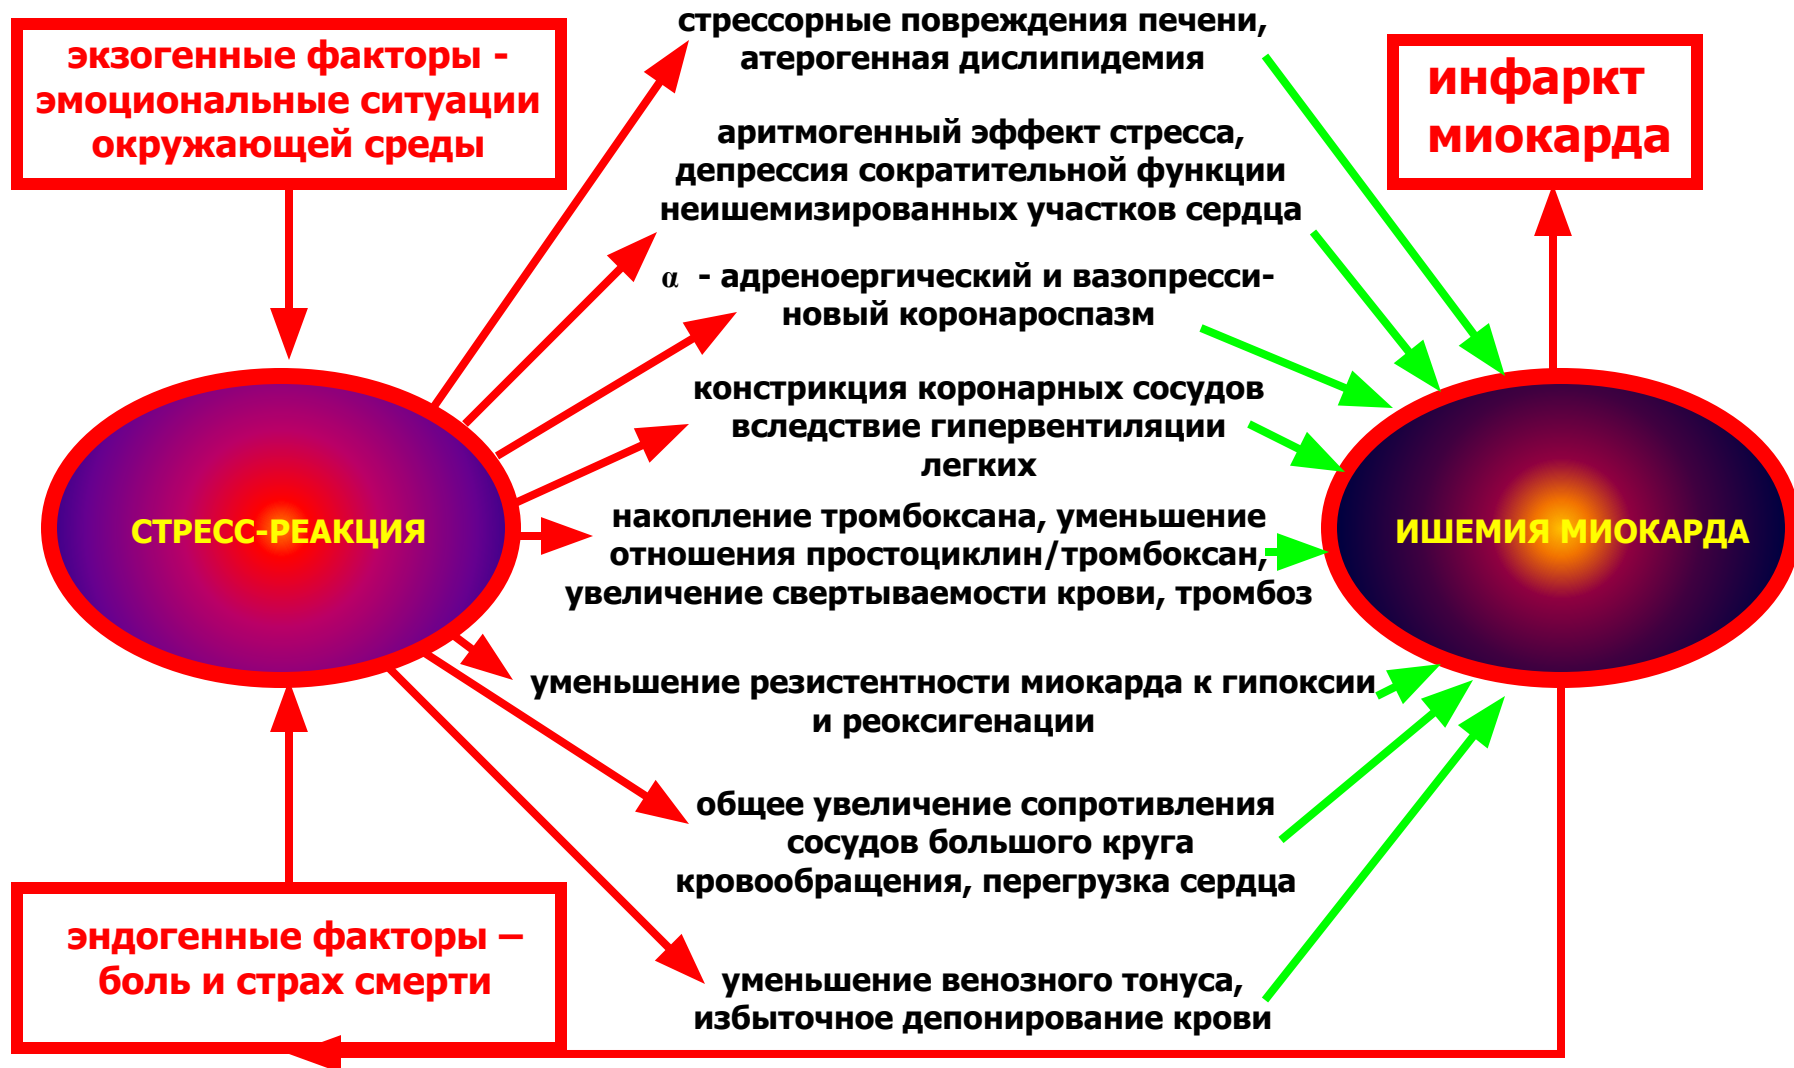 экзогенные факторы -
эмоциональные ситуации
окружающей среды
стрессорные повреждения печени,
атерогенная дислипидемия
аритмогенный эффект стресса,
депрессия сократительной функции
неишемизированных участков сердца
α - адреноергический и вазопресси-
новый коронароспазм
констрикция коронарных сосудов
вследствие гипервентиляции
легких
накопление тромбоксана, уменьшение
отношения простоциклин/тромбоксан,
увеличение свертываемости крови, тромбоз
уменьшение резистентности миокарда к гипоксии
и реоксигенации
общее увеличение сопротивления
сосудов большого круга
кровообращения, перегрузка сердца
уменьшение венозного тонуса,
избыточное депонирование крови
инфаркт
миокарда
СТРЕСС-РЕАКЦИЯ
ИШЕМИЯ МИОКАРДА
эндогенные факторы –
боль и страх смерти